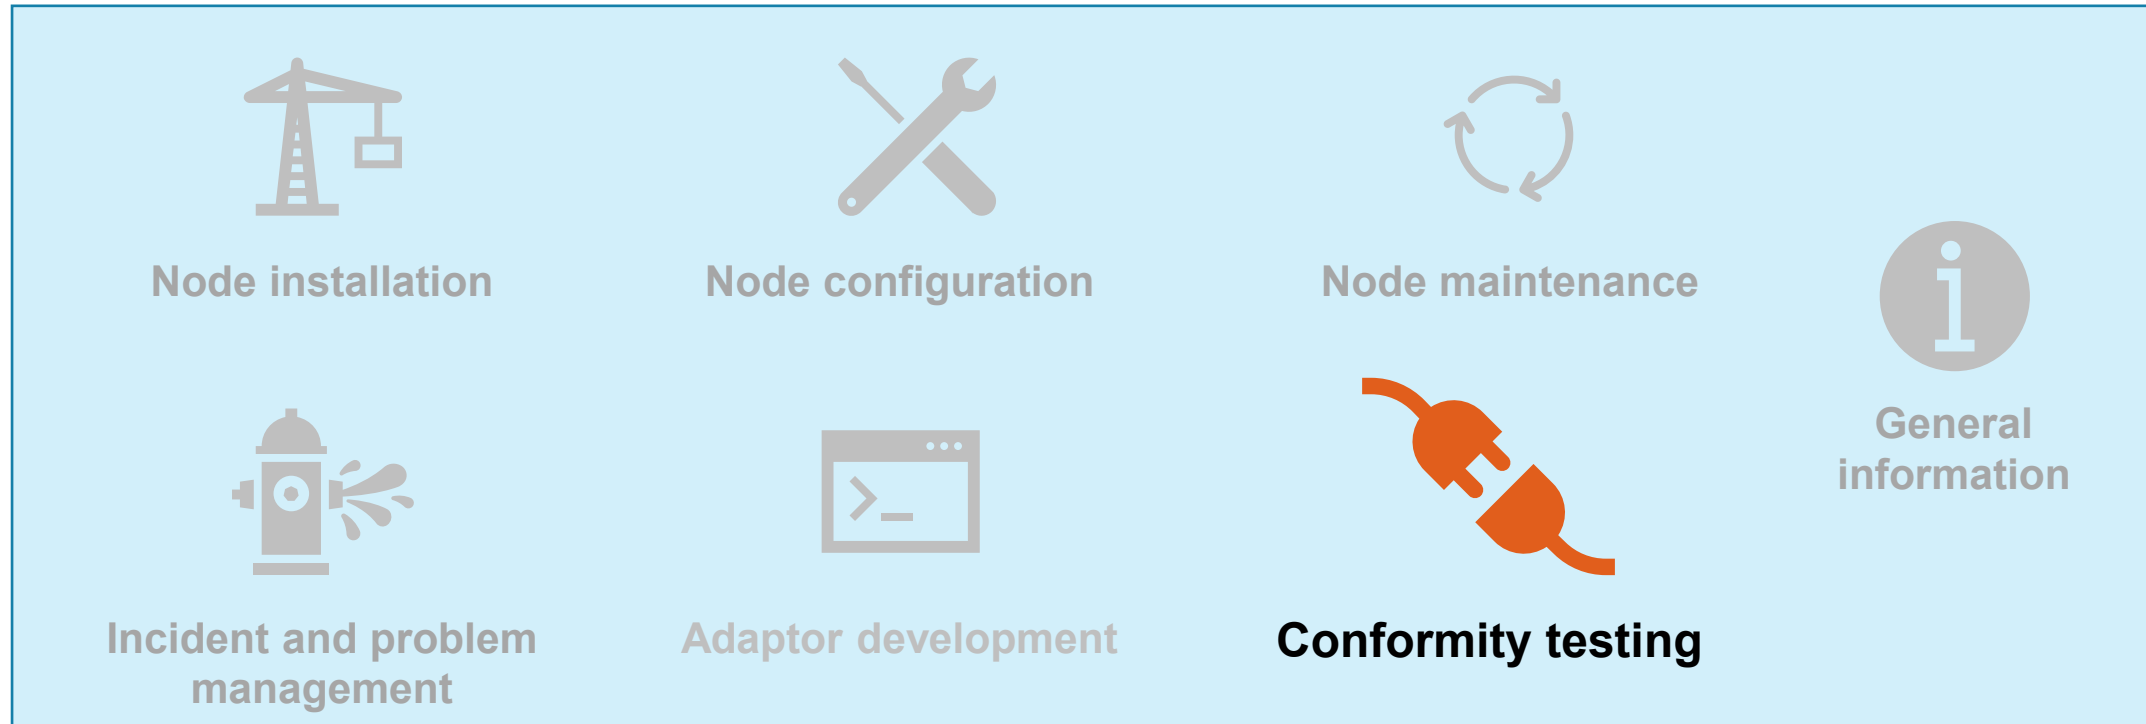 Node installation
Node configuration
Node maintenance
General
information
Incident and problem
management
Adaptor development
Conformity testing